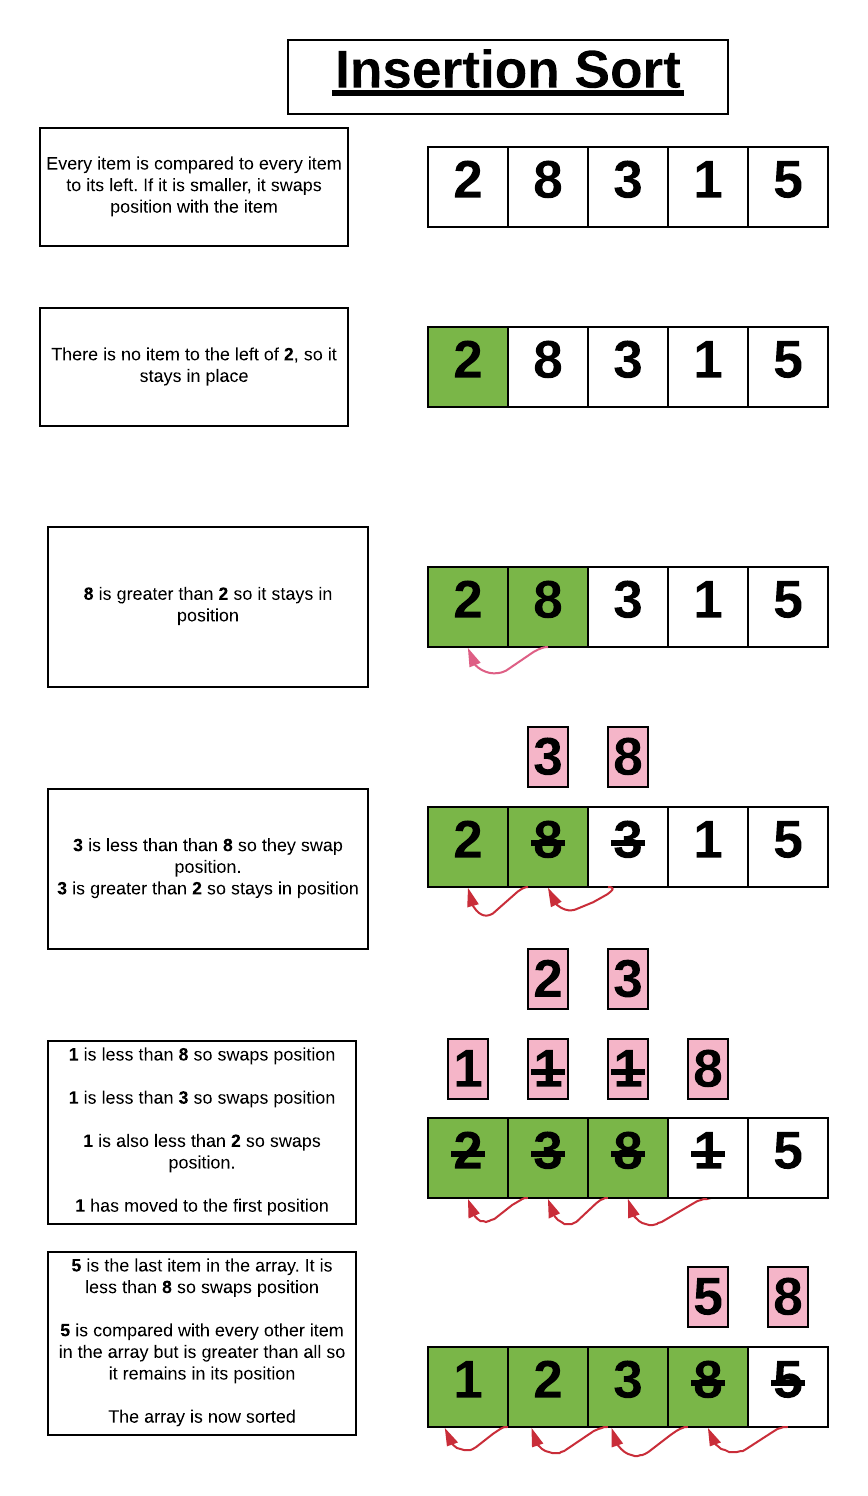 Insertion Sort
Every item is compared to every item
to its left. If it is smaller, it swaps
position with the item
2 8 3 1 5
There is no item to the left of 2, so it
stays in place
2 8 3 1 5
8 is greater than 2 so it stays in
position
2 8 3 1 5
3 8
3 is less than than 8 so they swap
position.
3 is greater than 2 so stays in position
2 8 3 1 5
2 3
1 1 1 8
1 is less than 8 so swaps position
1 is less than 3 so swaps position
1 is also less than 2 so swaps
position.
1 has moved to the first position
2 3 8 1 5
5 is the last item in the array. It is
less than 8 so swaps position
5 is compared with every other item
in the array but is greater than all so
it remains in its position
The array is now sorted
5 8
1 2 3 8 5